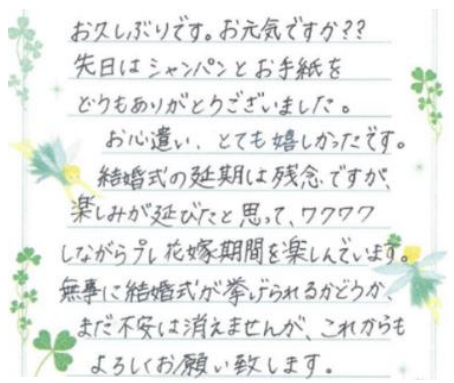 お久しぶりです。お元気ですか??
先日はシャンパンとお手紙を
どうもありがとうございました。
お心遣い、とても嬉しかったです。
結婚式の延期は残念ですが、
楽しみが延びたと思って、ワクワク
しながらプレ花嫁期間を楽しんでいます。
無事に結婚式が挙げられるかどうか、
まだ不安は消えませんが、これからも
よろしくお願い致します。